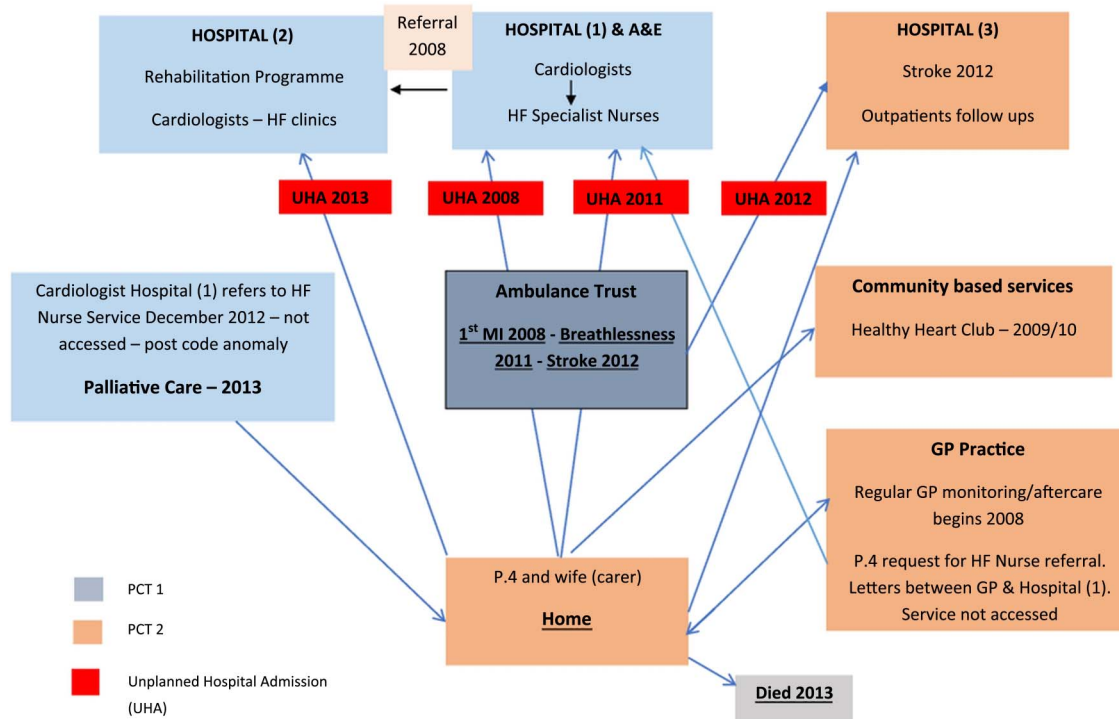 HOSPITAL (2)
Rehabilitation Programme
Cardiologists – HF clinics
Referral
2008
HOSPITAL (1) & A&E
Cardiologists
HF Specialist Nurses
HOSPITAL (3)
Stroke 2012
Outpatients follow ups
UHA 2013
UHA 2008
UHA 2011
UHA 2012
Cardiologist Hospital (1) refers to HF
Nurse Service December 2012 – not
accessed – post code anomaly
Palliative Care – 2013
Ambulance Trust
1st MI 2008 - Breathlessness
2011 - Stroke 2012
Community based services
Healthy Heart Club – 2009/10
GP Practice
Regular GP monitoring/aftercare
begins 2008
P.4 request for HF Nurse referral.
Letters between GP & Hospital (1).
Service not accessed
P.4 and wife (carer)
Home
Died 2013
PCT 1
PCT 2
Unplanned Hospital Admission
(UHA)